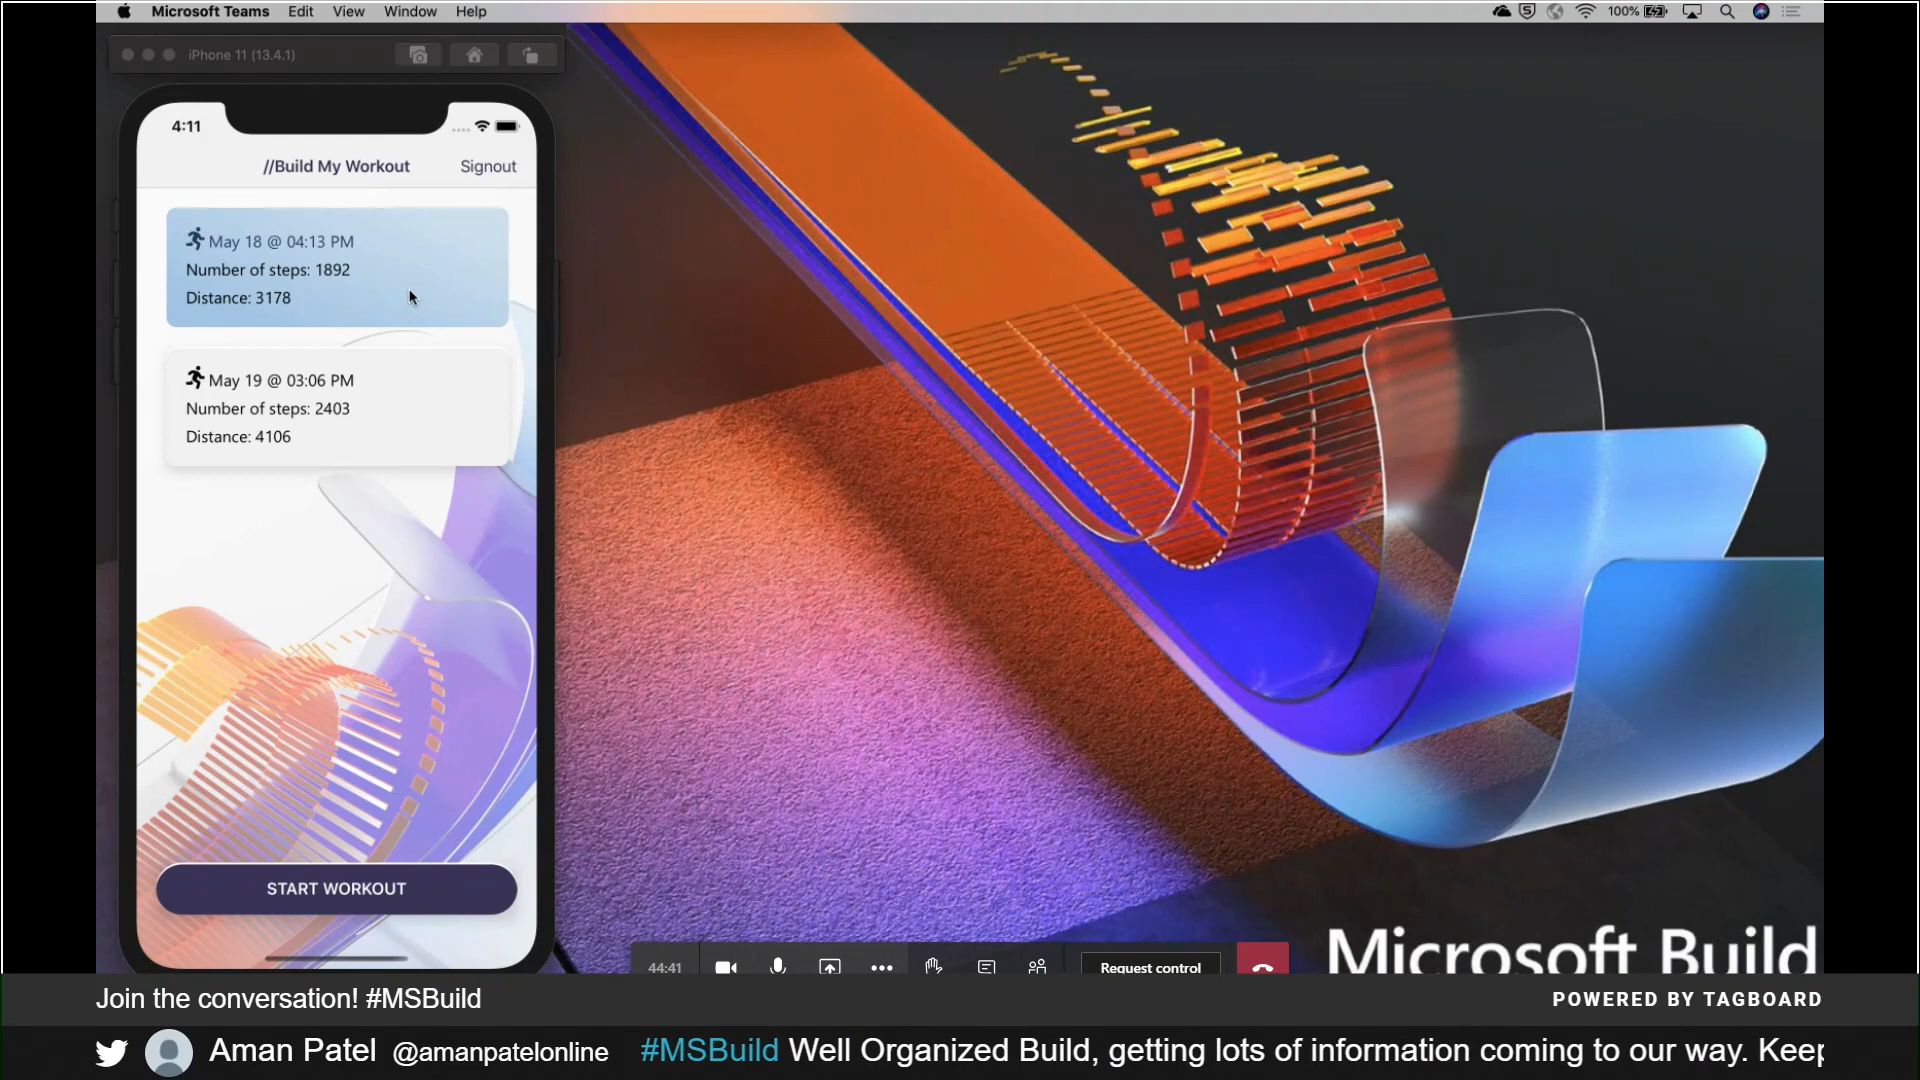 Microsoft Teams Edit View Window Help
100%
iPhone 11 (13.4.1)
4:11
//Build My Workout Signout
May 18 @ 04:13 PM
Number of steps: 1892
Distance: 3178
May 19 @ 03:06 PM
Number of steps: 2403
Distance: 4106
START WORKOUT
44:41
Request control
Microsoft Build
Join the conversation! #MSBuild
POWERED BY TAGBOARD
Aman Patel @amanpatelonline #MSBuild Well Organized Build, getting lots of information coming to our way. Keep